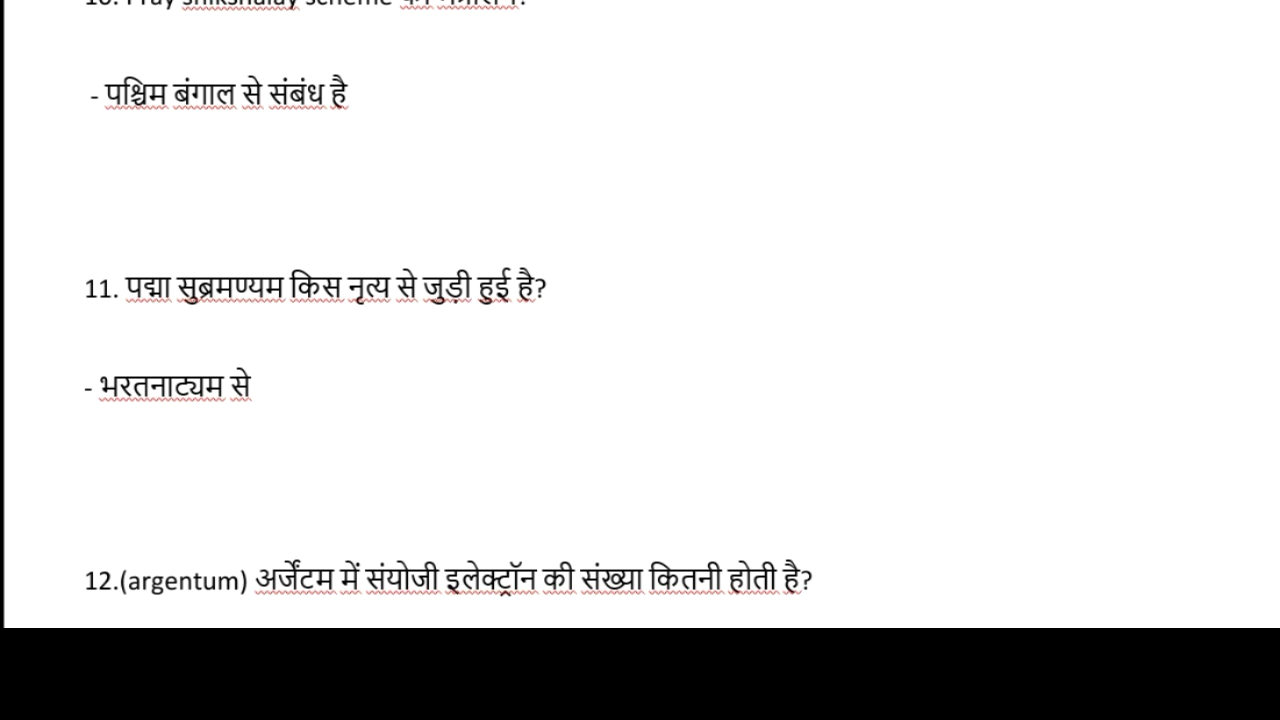 - पश्चिम बंगाल से संबंध है
11. पद्मा सुब्रमण्यम किस नृत्य से जुड़ी हुई है?
- भरतनाट्यम से
12.(argentum) अर्जेंटम में संयोजी इलेक्ट्रॉन की संख्या कितनी होती है?